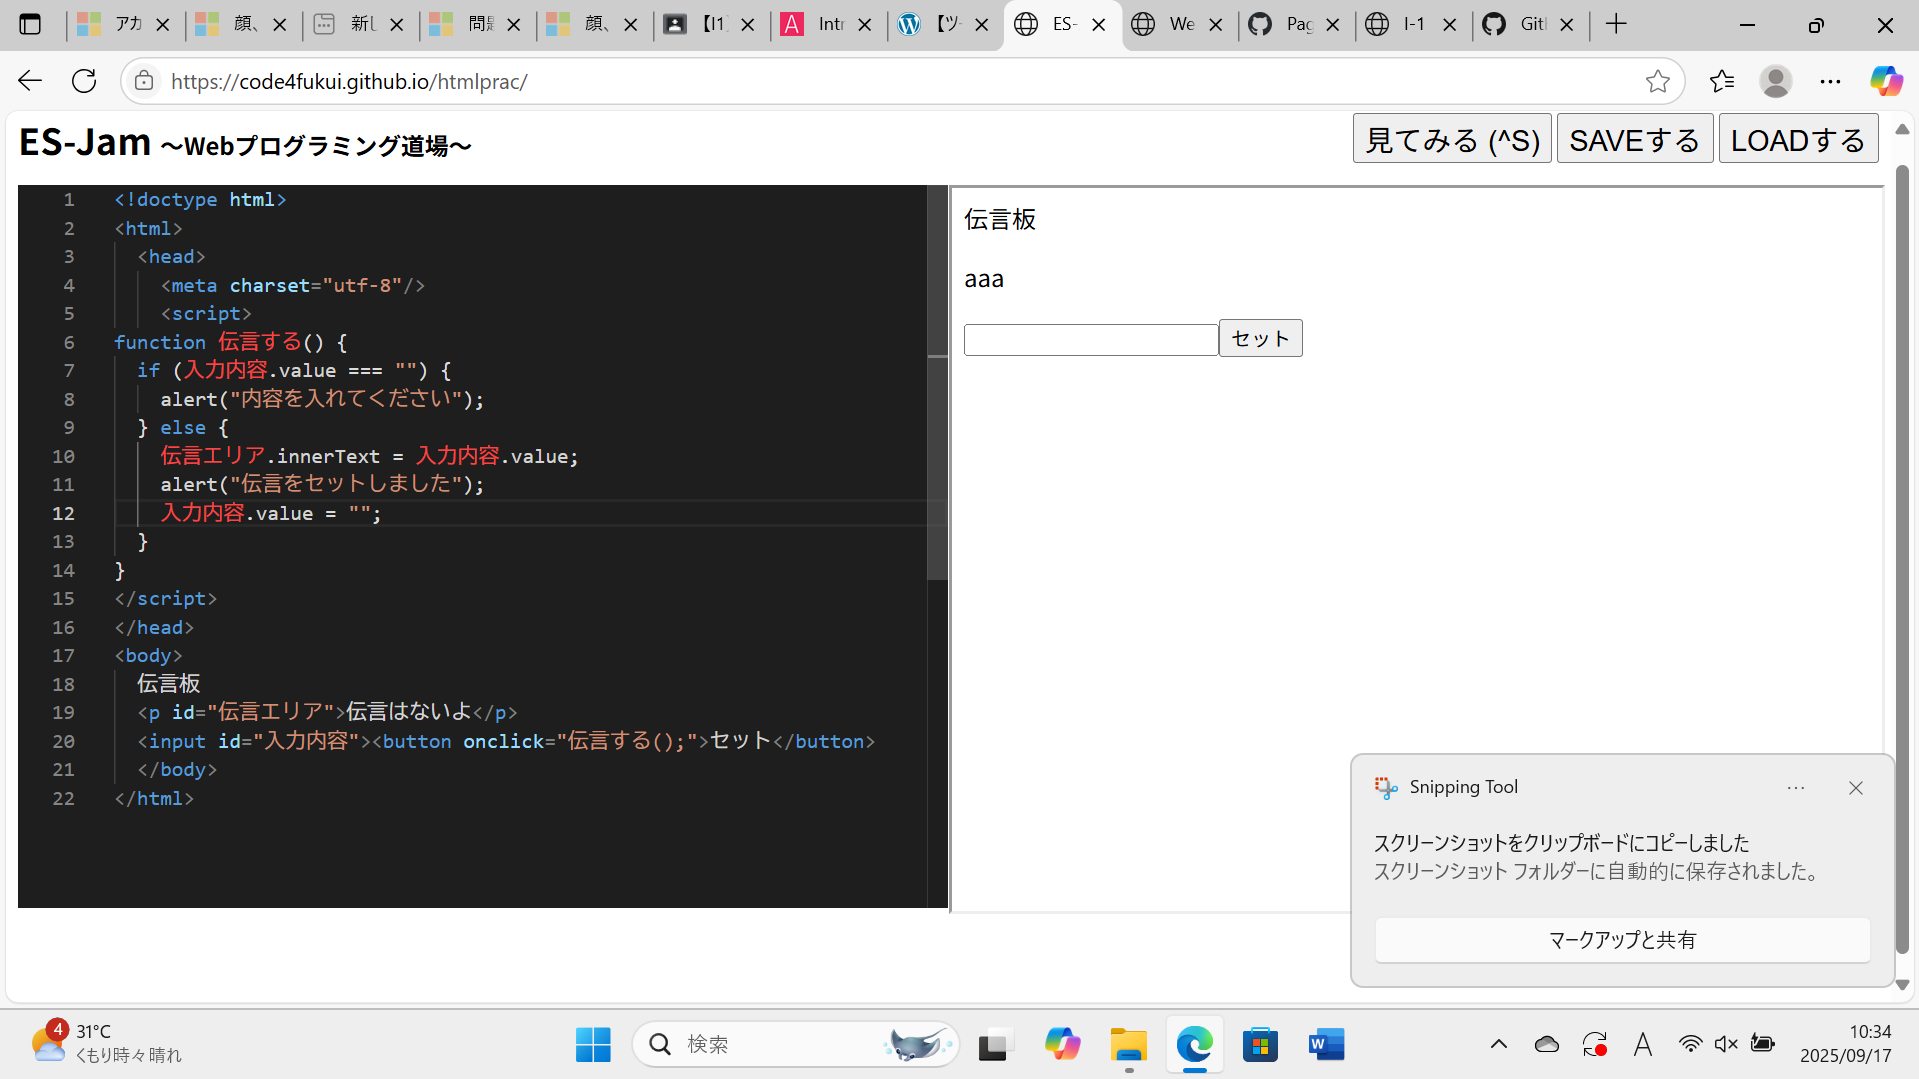 アカ
顔、
新し
問題
顔、
【I1
Intr
【ツー
ES-
We
Pag
I-1
Gitl
https://code4fukui.github.io/htmlprac/
ES-Jam ～Webプログラミング道場～
見てみる (^S)
SAVEする
LOADする
1 <!doctype html>
2 <html>
3 <head>
4 <meta charset="utf-8"/>
5 <script>
6 function 伝言する() {
7 if (入力内容.value === "") {
8 alert("内容を入れてください");
9 } else {
10 伝言エリア.innerText = 入力内容.value;
11 alert("伝言をセットしました");
12 入力内容.value = "";
13 }
14 }
15 </script>
16 </head>
17 <body>
18 伝言板
19 <p id="伝言エリア">伝言はないよ</p>
20 <input id="入力内容"><button onclick="伝言する();">セット</button>
21 </body>
22 </html>
伝言板
aaa
セット
Snipping Tool
スクリーンショットをクリップボードにコピーしました
スクリーンショット フォルダーに自動的に保存されました。
マークアップと共有
4
31°C
くもり時々晴れ
検索
W
A
10:34
2025/09/17